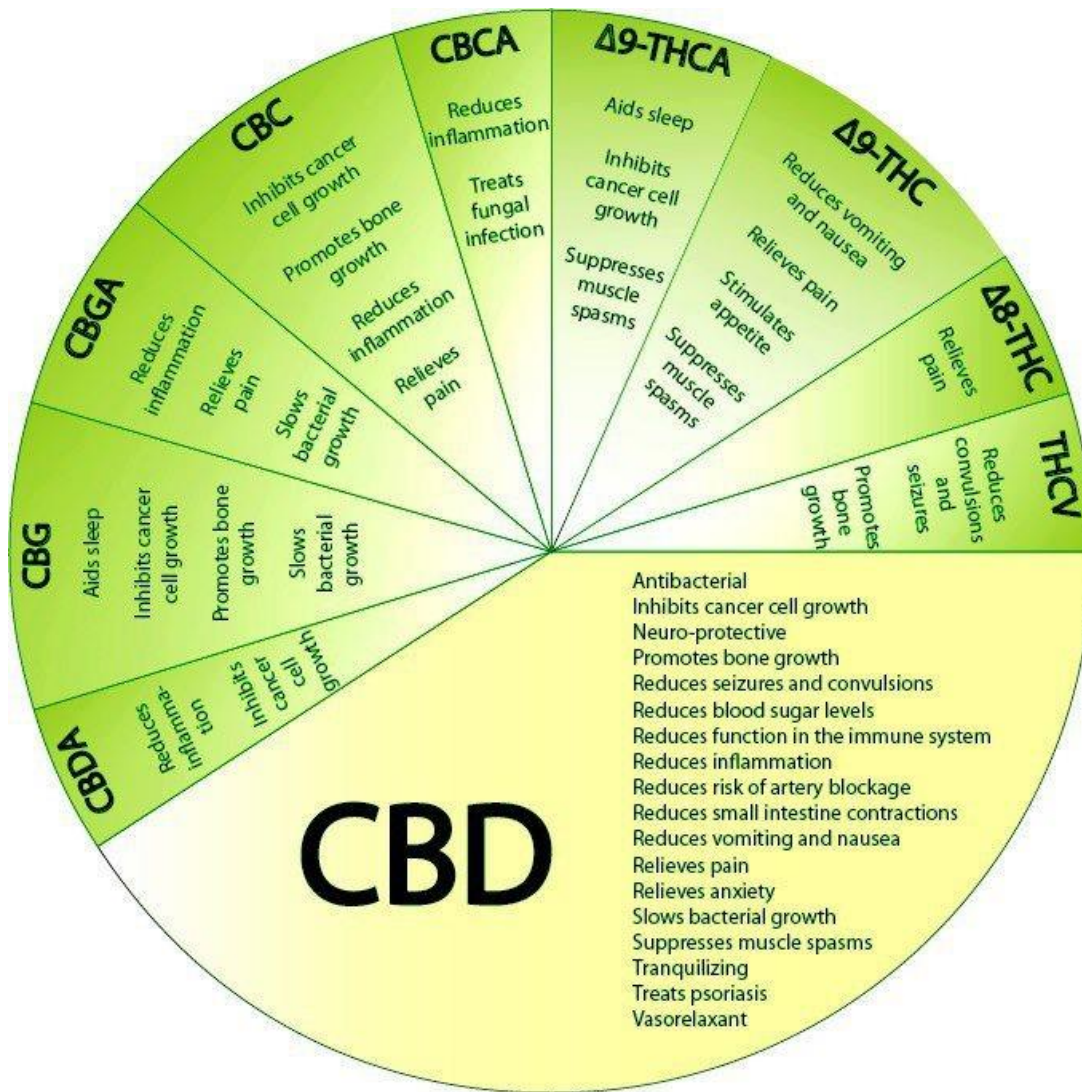 CBCA
Reduces
inflammation
Treats
fungal
infection
Δ9-THCA
Aids sleep
Inhibits
cancer cell
growth
Suppresses
muscle
spasms
Δ9-THC
Reduces vomiting
and nausea
Relieves pain
Stimulates
appetite
Suppresses
muscle
spasms
Δ8-THC
Relieves
pain
THCV
Reduces
convulsions
and
seizures
Promotes
bone
growth
CBD
Antibacterial
Inhibits cancer cell growth
Neuro-protective
Promotes bone growth
Reduces seizures and convulsions
Reduces blood sugar levels
Reduces function in the immune system
Reduces inflammation
Reduces risk of artery blockage
Reduces small intestine contractions
Reduces vomiting and nausea
Relieves pain
Relieves anxiety
Slows bacterial growth
Suppresses muscle spasms
Tranquilizing
Treats psoriasis
Vasorelaxant
CBDA
Reduces
inflamma-
tion
Inhibits
cancer
cell
growth
CBG
Aids sleep
Inhibits cancer
cell growth
Promotes bone
growth
Slows
bacterial
growth
CBGA
Reduces
inflammation
Relieves
pain
Slows
bacterial
growth
CBC
Inhibits cancer
cell growth
Promotes bone
growth
Reduces
inflammation
Relieves
pain